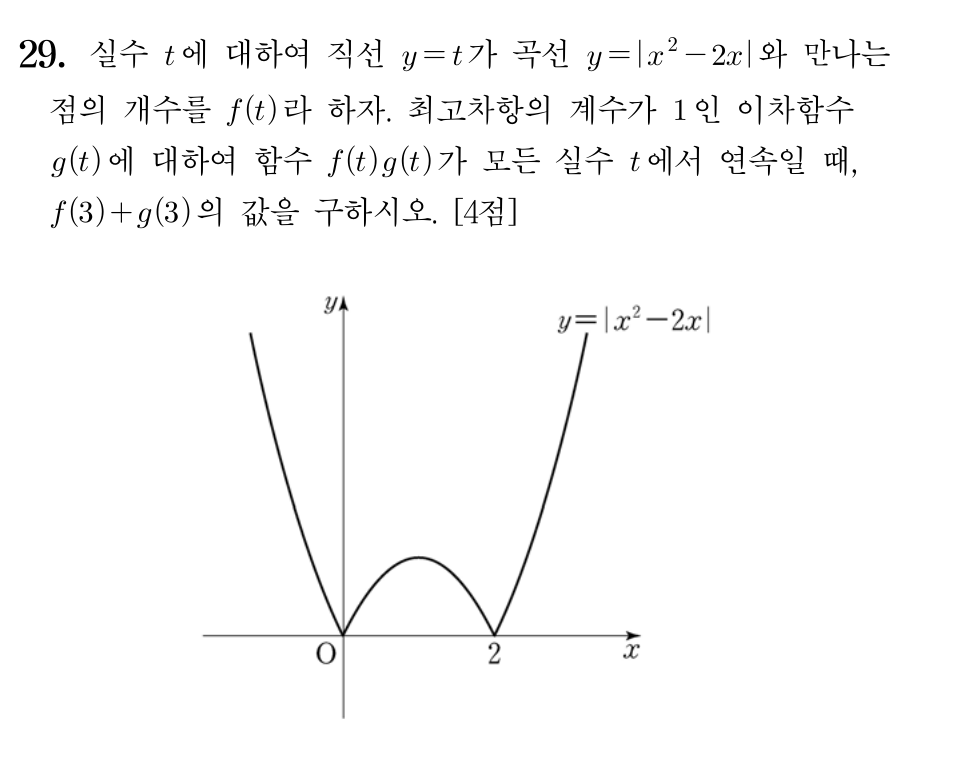 29. 실수 t에 대하여 직선 y=t가 곡선 y=|x²-2x|와 만나는
점의 개수를 f(t)라 하자. 최고차항의 계수가 1인 이차함수
g(t)에 대하여 함수 f(t)g(t)가 모든 실수 t에서 연속일 때,
f(3)+g(3)의 값을 구하시오. [4점]
y
y=|x²-2x|
O
2
x